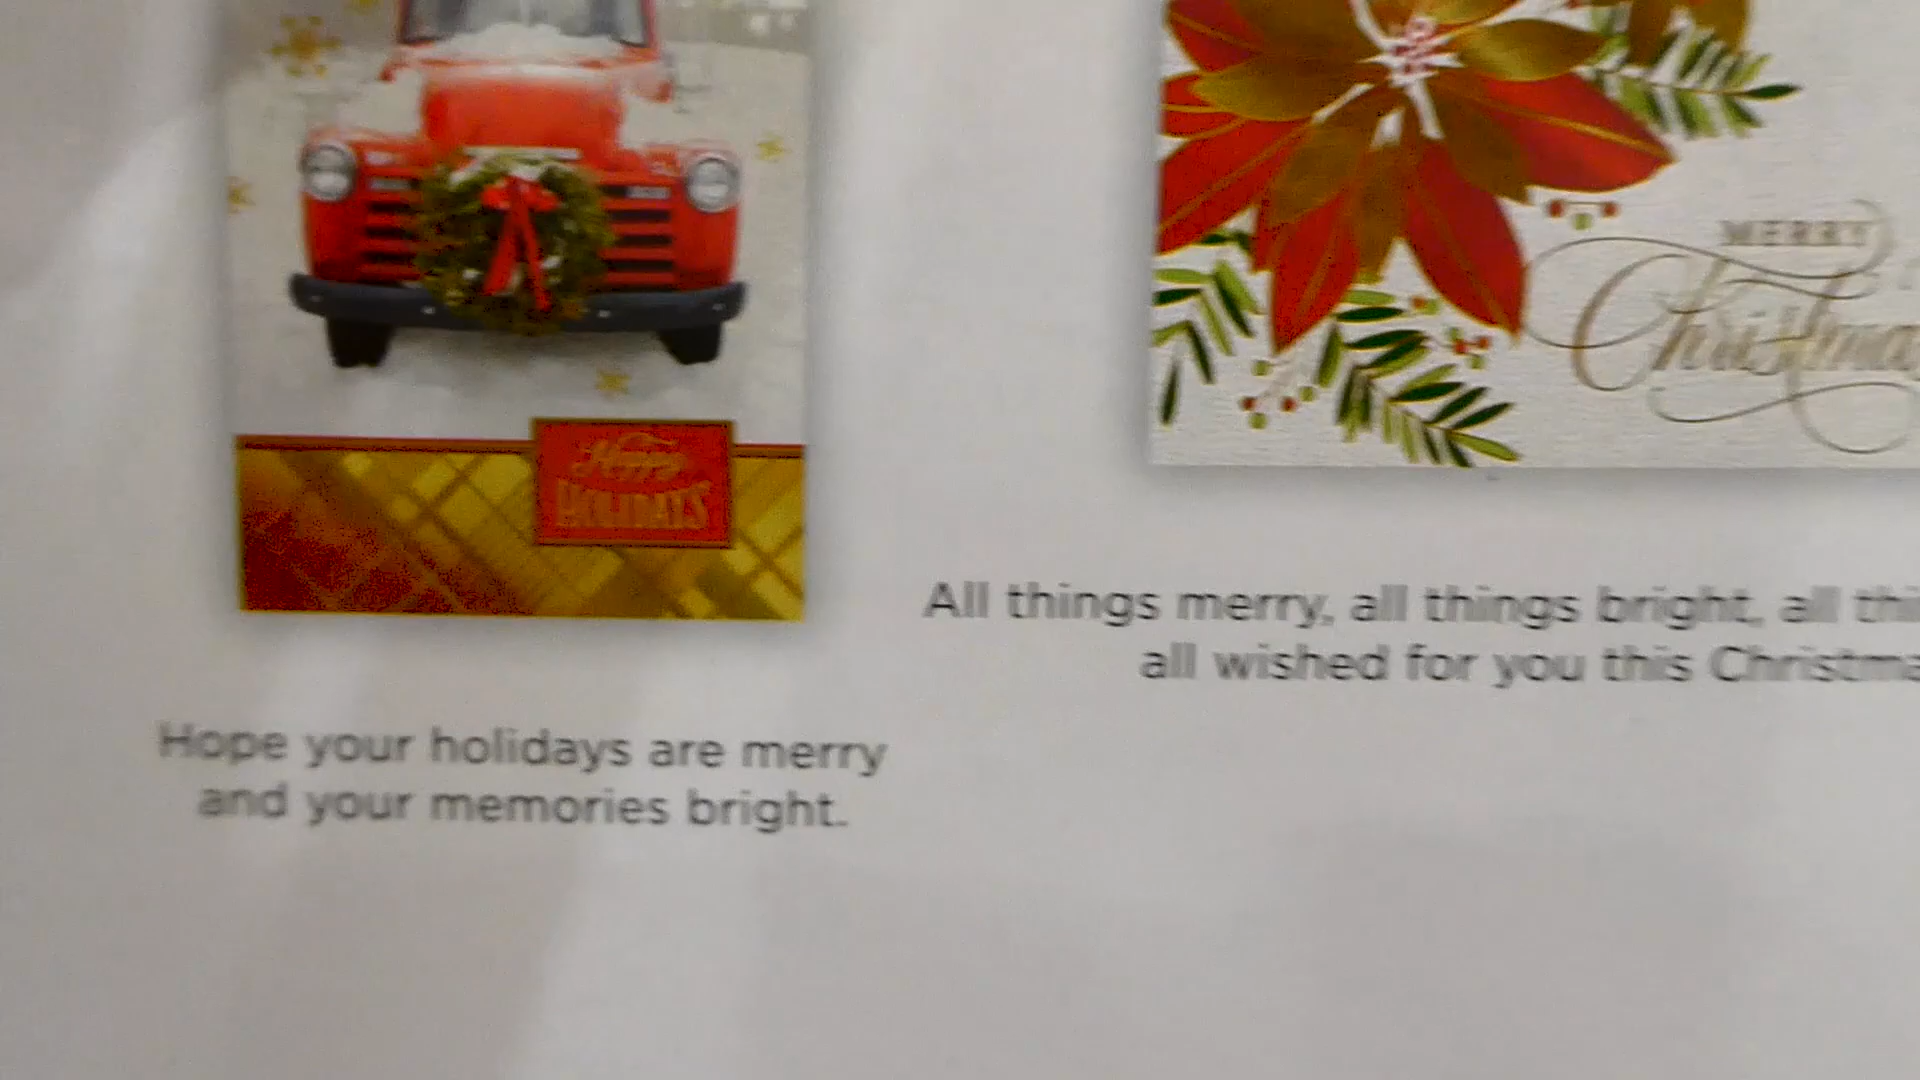 Happy
HOLIDAYS
Hope your holidays are merry
and your memories bright.
MERRY
All things merry, all things bright, all
all wished for you this